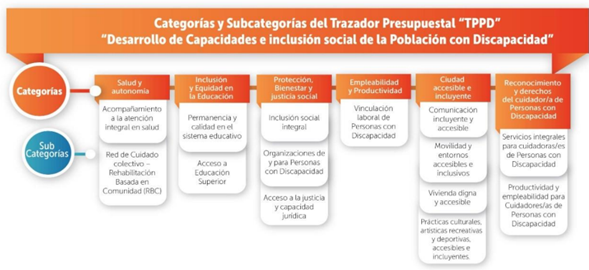 Categorías y Subcategorías del Trazador Presupuestal "TPPD"
"Desarrollo de Capacidades e inclusión social de la Población con Discapacidad"
Categorías
Sub
Categorías
Salud y
autonomía
Acompañamiento
a la atención
integral en salud
Red de Cuidado
colectivo –
Rehabilitación
Basada en
Comunidad (RBC)
Inclusión
y Equidad en
la Educación
Permanencia y
calidad en el
sistema educativo
Acceso a
Educación
Superior
Protección,
Bienestar y
justicia social
Inclusión social
integral
Organizaciones de
y para Personas
con Discapacidad
Acceso a la justicia
y capacidad
jurídica
Empleabilidad
y Productividad
Vinculación
laboral de
Personas con
Discapacidad
Ciudad
accesible e
incluyente
Comunicación
incluyente y
accesible
Movilidad y
entornos
accesibles e
inclusivos
Vivienda digna
y accesible
Prácticas culturales,
artísticas recreativas
y deportivas,
accesibles e
incluyentes
Reconocimiento
y derechos
del cuidador/a de
Personas con
Discapacidad
Servicios integrales
para cuidadoras/es
de Personas con
Discapacidad
Productividad y
empleabilidad para
Cuidadores/as de
Personas con
Discapacidad